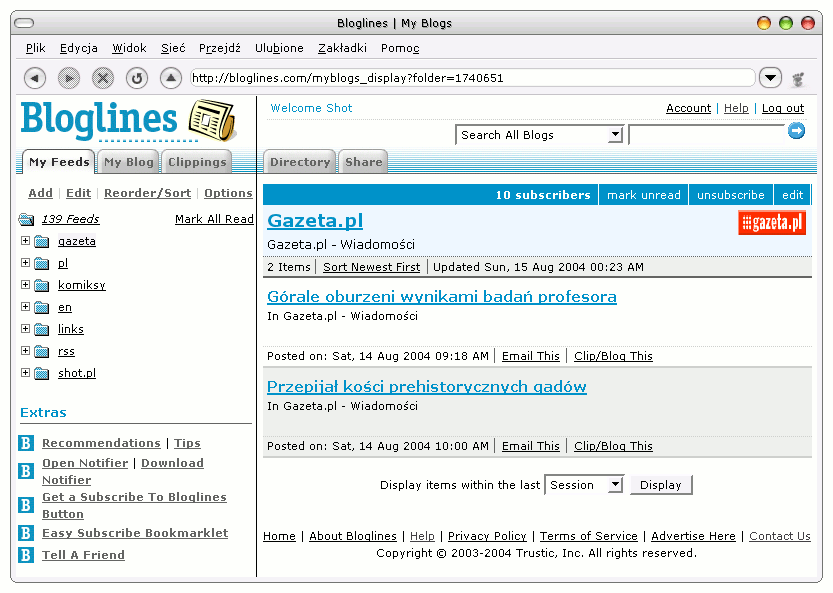 Bloglines | My Blogs
Plik Edycja Widok Sieć Przejdź Ulubione Zakładki Pomoc
http://bloglines.com/myblogs_display?folder=1740651
Bloglines
Welcome Shot
Account | Help | Log out
Search All Blogs
My Feeds My Blog Clippings Directory Share
Add | Edit | Reorder/Sort | Options
139 Feeds Mark All Read
gazeta
pl
komiksy
en
links
rss
shot.pl
Extras
B Recommendations | Tips
B Open Notifier | Download
Notifier
B Get a Subscribe To Bloglines
Button
B Easy Subscribe Bookmarklet
B Tell A Friend
10 subscribers mark unread unsubscribe edit
Gazeta.pl
gazeta.pl
Gazeta.pl - Wiadomości
2 Items | Sort Newest First | Updated Sun, 15 Aug 2004 00:23 AM
Górale oburzeni wynikami badań profesora
In Gazeta.pl - Wiadomości
Posted on: Sat, 14 Aug 2004 09:18 AM | Email This | Clip/Blog This
Przepijał kości prehistorycznych gadów
In Gazeta.pl - Wiadomości
Posted on: Sat, 14 Aug 2004 10:00 AM | Email This | Clip/Blog This
Display items within the last Session Display
Home | About Bloglines | Help | Privacy Policy | Terms of Service | Advertise Here | Contact Us
Copyright © 2003-2004 Trustic, Inc. All rights reserved.